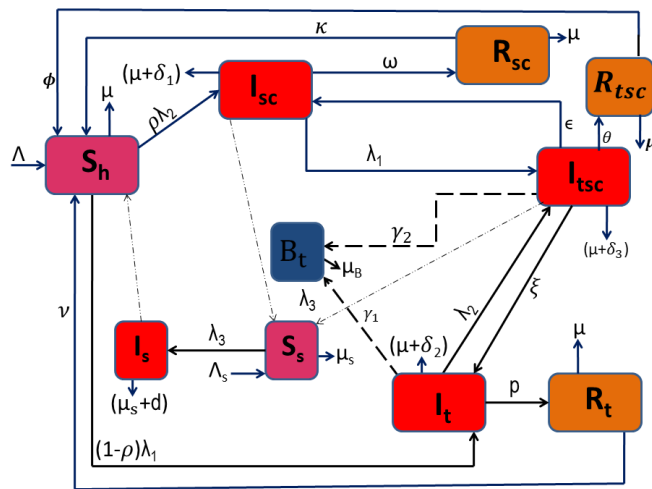 κ
R_sc
μ
(μ+δ_1)
ω
I_sc
ϕ
μ
ρλ_2
R_tsc
ϵ
θ
μ
Λ
S_h
λ_1
I_tsc
γ_2
B_t
μ_B
(μ+δ_3)
ν
λ_3
γ_1
λ_2
ξ
I_s
λ_3
S_s
μ_s
(μ+δ_2)
μ
Λ_s
(μ_s+d)
I_t
p
R_t
(1-ρ)λ_1